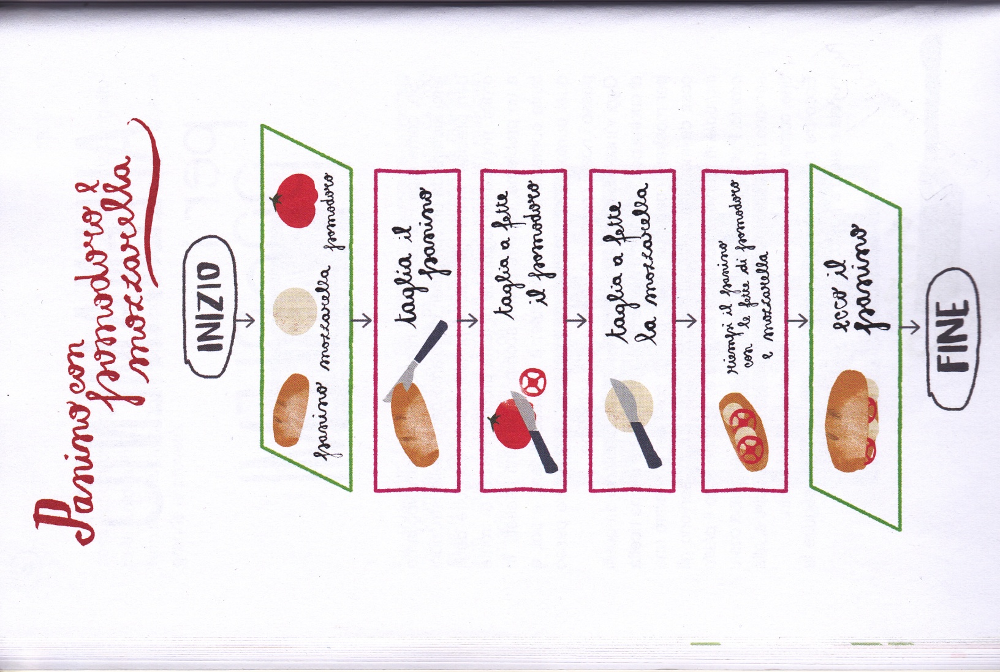 Panino con
pomodoro e
mozzarella
INIZIO
panino mozzarella pomodoro
taglia il
panino
taglia a fette
il pomodoro
taglia a fette
la mozzarella
riempi il panino
con le fette di pomodoro
e mozzarella
ecco il
panino
FINE